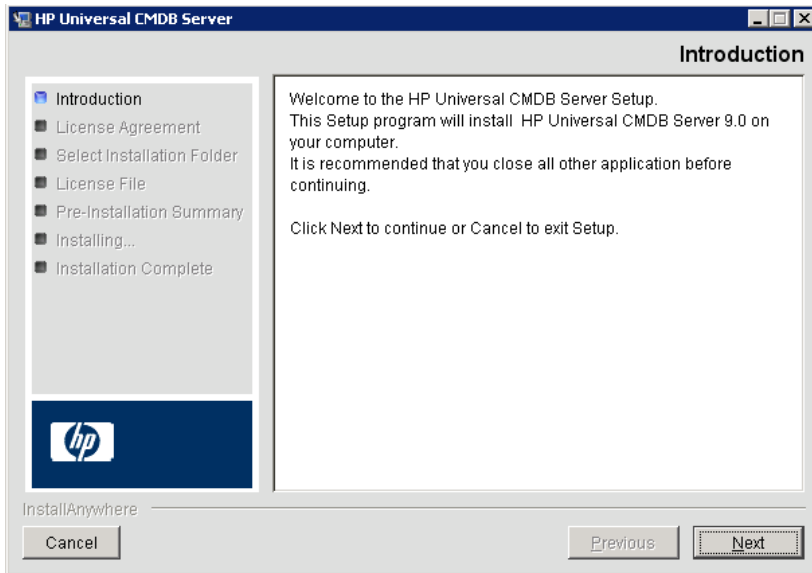 HP Universal CMDB Server
Introduction
Introduction
License Agreement
Select Installation Folder
License File
Pre-Installation Summary
Installing...
Installation Complete
Welcome to the HP Universal CMDB Server Setup.
This Setup program will install  HP Universal CMDB Server 9.0 on
your computer.
It is recommended that you close all other application before
continuing.
Click Next to continue or Cancel to exit Setup.
hp
InstallAnywhere
Cancel
Previous
Next